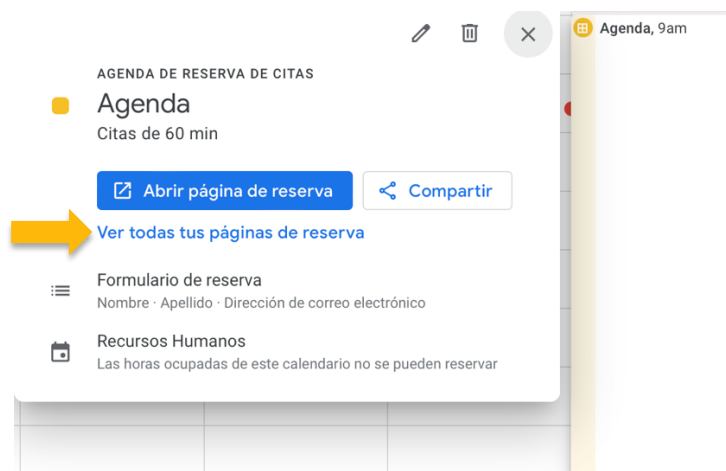 AGENDA DE RESERVA DE CITAS
Agenda
Citas de 60 min
Abrir página de reserva
Compartir
Ver todas tus páginas de reserva
Formulario de reserva
Nombre · Apellido · Dirección de correo electrónico
Recursos Humanos
Las horas ocupadas de este calendario no se pueden reservar
Agenda, 9am